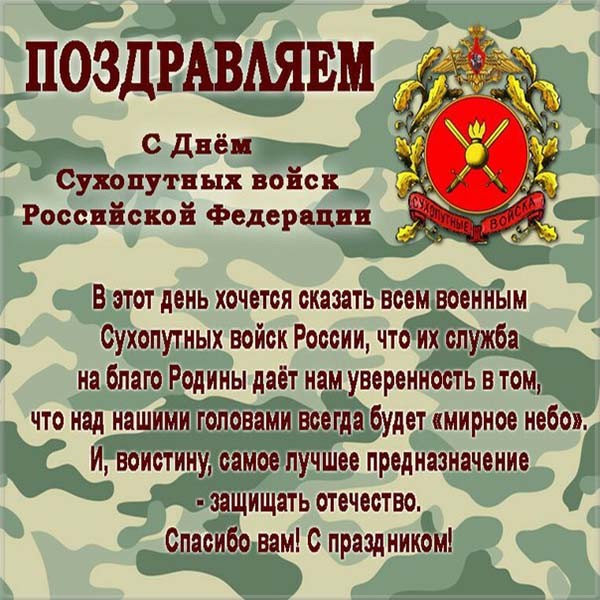 ПОЗДРАВЛЯЕМ
С Днём
Сухопутных войск
Российской Федерации
СУХОПУТНЫЕ ВОЙСКА
В этот день хочется сказать всем военным
Сухопутных войск России, что их служба
на благо Родины даёт нам уверенность в том,
что над нашими головами всегда будет «мирное небо».
И, воистину, самое лучшее предназначение
- защищать отечество.
Спасибо вам! С праздником!